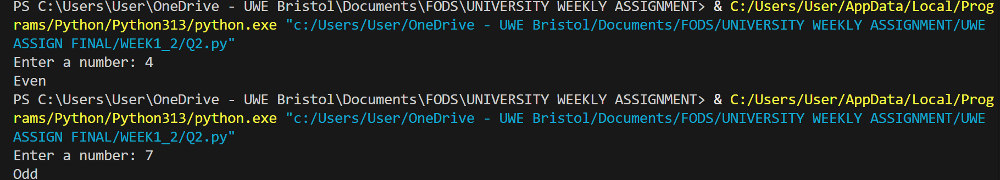 PS C:\Users\User\OneDrive - UWE Bristol\Documents\FODS\UNIVERSITY WEEKLY ASSIGNMENT> & C:/Users/User/AppData/Local/Prog
rams/Python/Python313/python.exe "c:/Users/User/OneDrive - UWE Bristol/Documents/FODS/UNIVERSITY WEEKLY ASSIGNMENT/UWE
ASSIGN FINAL/WEEK1_2/Q2.py"
Enter a number: 4
Even
PS C:\Users\User\OneDrive - UWE Bristol\Documents\FODS\UNIVERSITY WEEKLY ASSIGNMENT> & C:/Users/User/AppData/Local/Prog
rams/Python/Python313/python.exe "c:/Users/User/OneDrive - UWE Bristol/Documents/FODS/UNIVERSITY WEEKLY ASSIGNMENT/UWE
ASSIGN FINAL/WEEK1_2/Q2.py"
Enter a number: 7
Odd